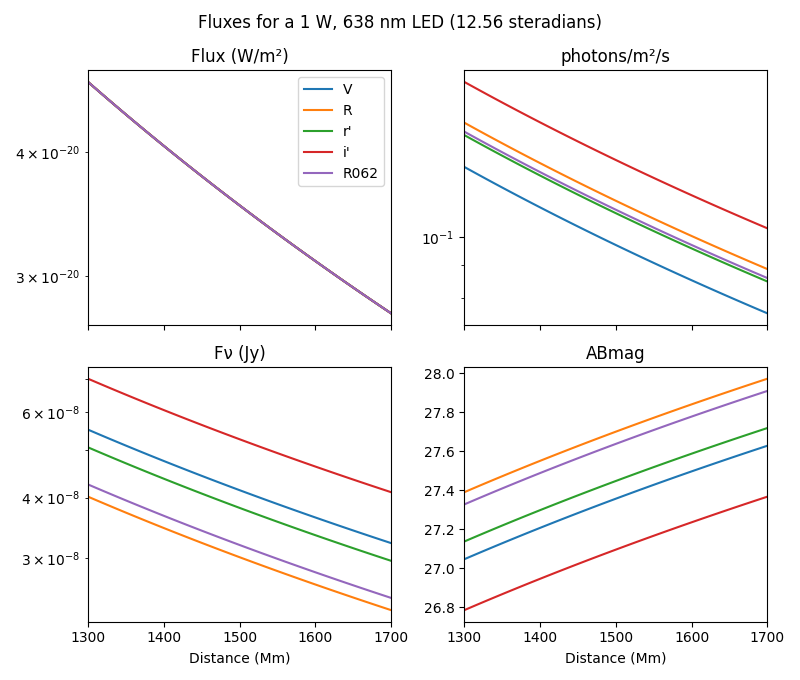 Fluxes for a 1 W, 638 nm LED (12.56 steradians)
Flux (W/m²)
photons/m²/s
4 × 10⁻²⁰
3 × 10⁻²⁰
V
R
r'
i'
R062
10⁻¹
Fν (Jy)
ABmag
6 × 10⁻⁸
4 × 10⁻⁸
3 × 10⁻⁸
28.0
27.8
27.6
27.4
27.2
27.0
26.8
1300 1400 1500 1600 1700
1300 1400 1500 1600 1700
Distance (Mm)
Distance (Mm)